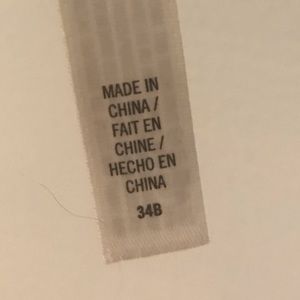 MADE IN
CHINA /
FAIT EN
CHINE /
HECHO EN
CHINA
34B